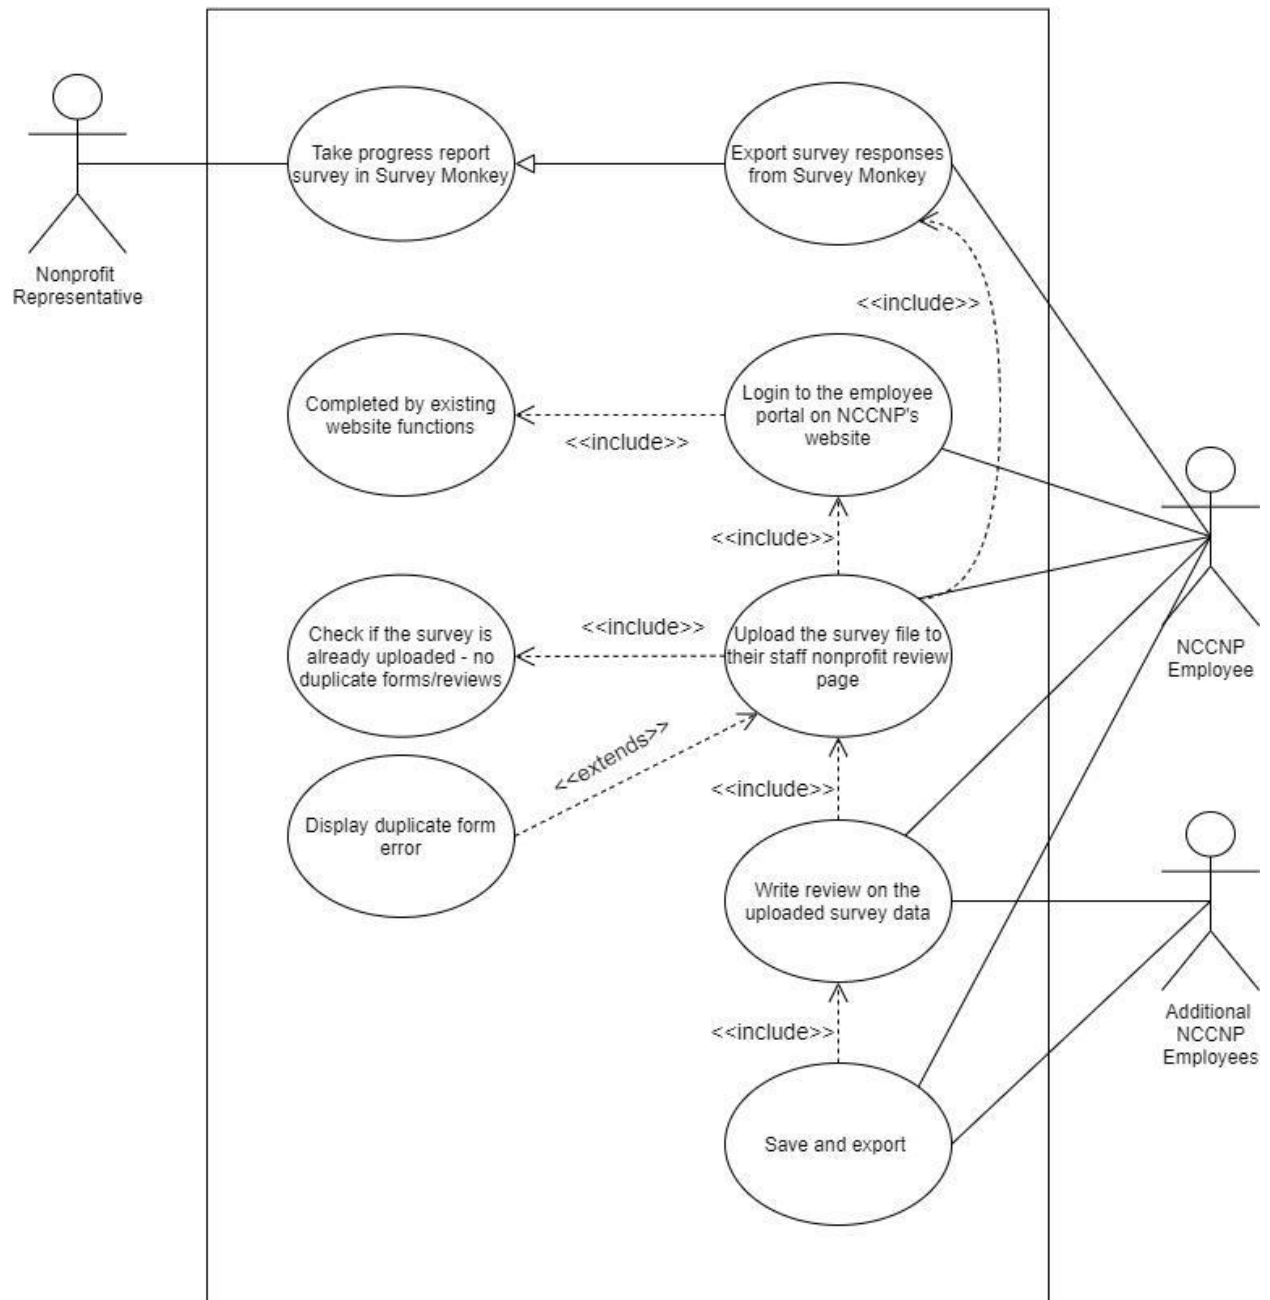 Take progress report
survey in Survey Monkey
Export survey responses
from Survey Monkey
Nonprofit
Representative
<<include>>
Completed by existing
website functions
<<include>>
Login to the employee
portal on NCCNP's
website
<<include>>
Check if the survey is
already uploaded - no
duplicate forms/reviews
<<include>>
Upload the survey file to
their staff nonprofit review
page
NCCNP
Employee
<<extends>>
<<include>>
Display duplicate form
error
Write review on the
uploaded survey data
Additional
NCCNP
Employees
<<include>>
Save and export